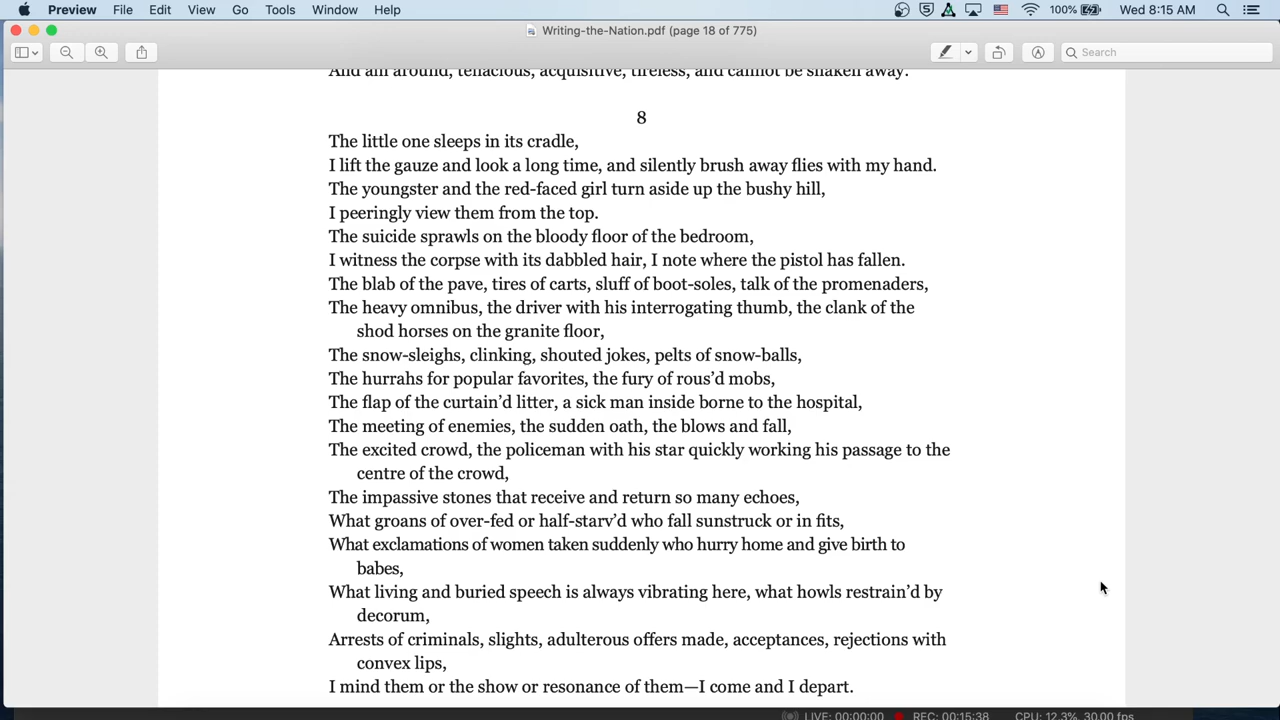 Preview File Edit View Go Tools Window Help 100% Wed 8:15 AM
Writing-the-Nation.pdf (page 18 of 775)
Search
And am around, tenacious, acquisitive, tireless, and cannot be shaken away.
8
The little one sleeps in its cradle,
I lift the gauze and look a long time, and silently brush away flies with my hand.
The youngster and the red-faced girl turn aside up the bushy hill,
I peeringly view them from the top.
The suicide sprawls on the bloody floor of the bedroom,
I witness the corpse with its dabbled hair, I note where the pistol has fallen.
The blab of the pave, tires of carts, sluff of boot-soles, talk of the promenaders,
The heavy omnibus, the driver with his interrogating thumb, the clank of the
shod horses on the granite floor,
The snow-sleighs, clinking, shouted jokes, pelts of snow-balls,
The hurrahs for popular favorites, the fury of rous’d mobs,
The flap of the curtain’d litter, a sick man inside borne to the hospital,
The meeting of enemies, the sudden oath, the blows and fall,
The excited crowd, the policeman with his star quickly working his passage to the
centre of the crowd,
The impassive stones that receive and return so many echoes,
What groans of over-fed or half-starv’d who fall sunstruck or in fits,
What exclamations of women taken suddenly who hurry home and give birth to
babes,
What living and buried speech is always vibrating here, what howls restrain’d by
decorum,
Arrests of criminals, slights, adulterous offers made, acceptances, rejections with
convex lips,
I mind them or the show or resonance of them—I come and I depart.
LIVE: 00:00:00 REC: 00:15:38 CPU: 12.3%, 30.00 fps